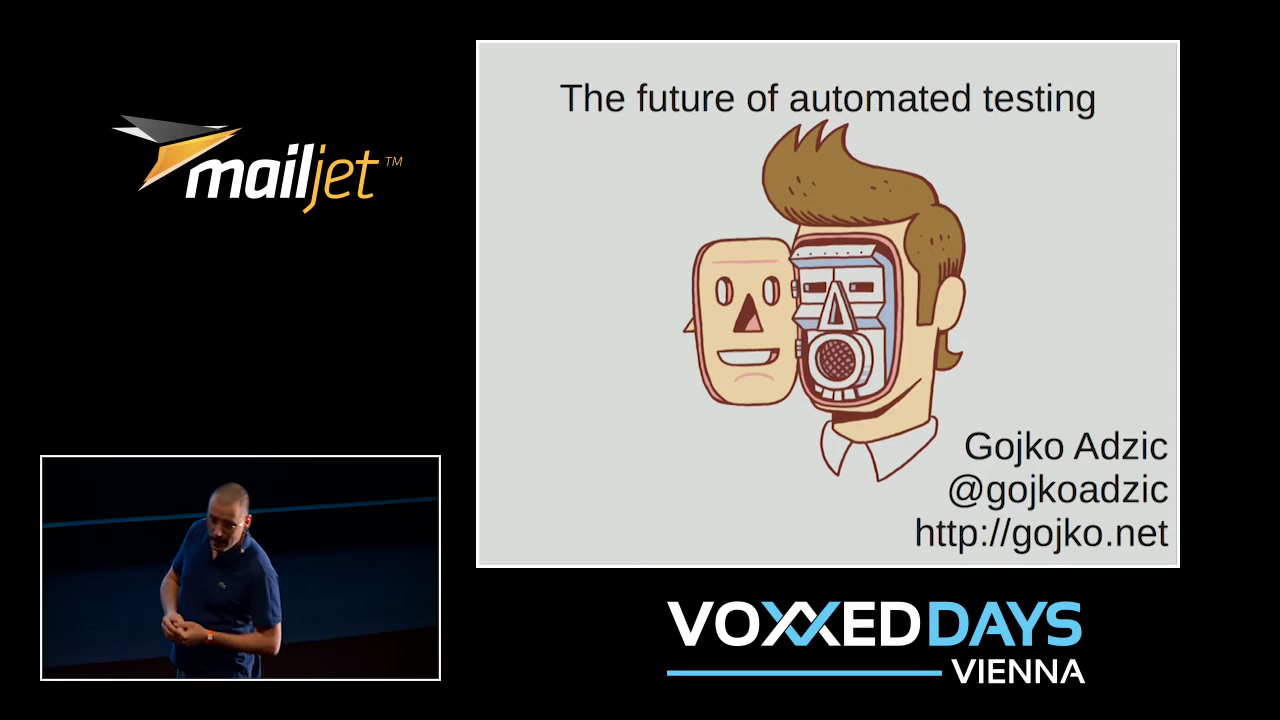 mailjet™
The future of automated testing
Gojko Adzic
@gojkoadzic
http://gojko.net
VOXXED DAYS
VIENNA